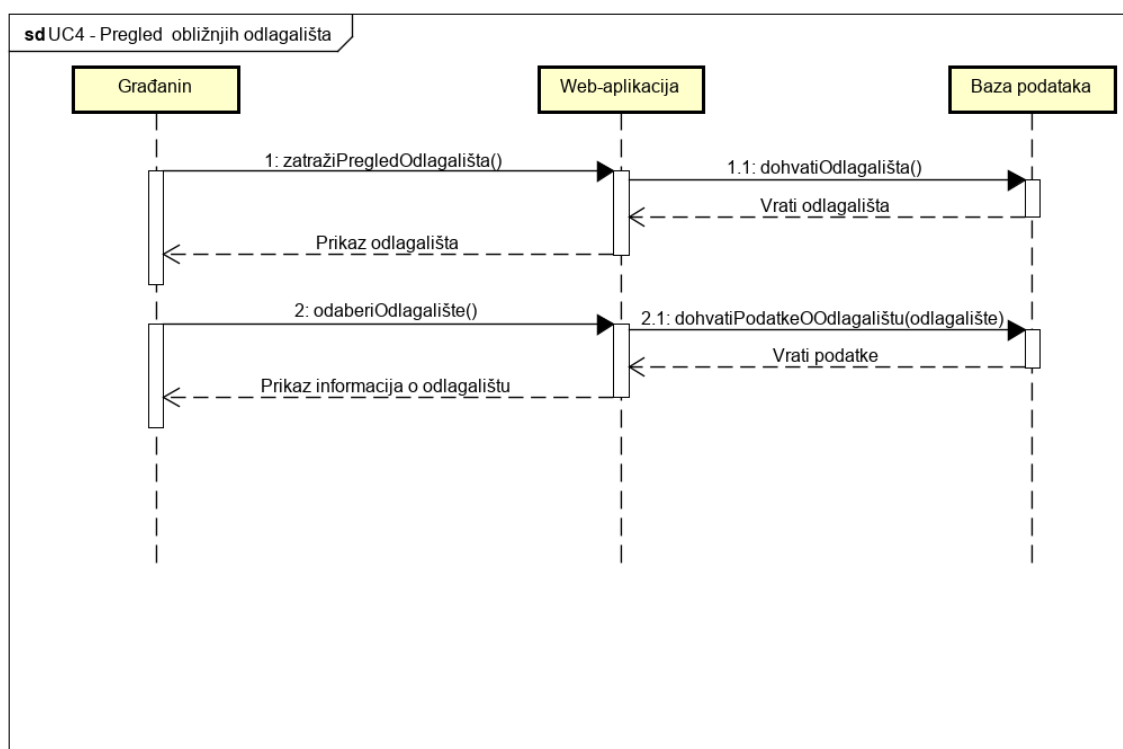 sd UC4 - Pregled obližnjih odlagališta
Građanin
Web-aplikacija
Baza podataka
1: zatražiPregledOdlagališta()
1.1: dohvatiOdlagališta()
Vrati odlagališta
Prikaz odlagališta
2: odaberiOdlagalište()
2.1: dohvatiPodatkeOOdlagalištu(odlagalište)
Vrati podatke
Prikaz informacija o odlagalištu